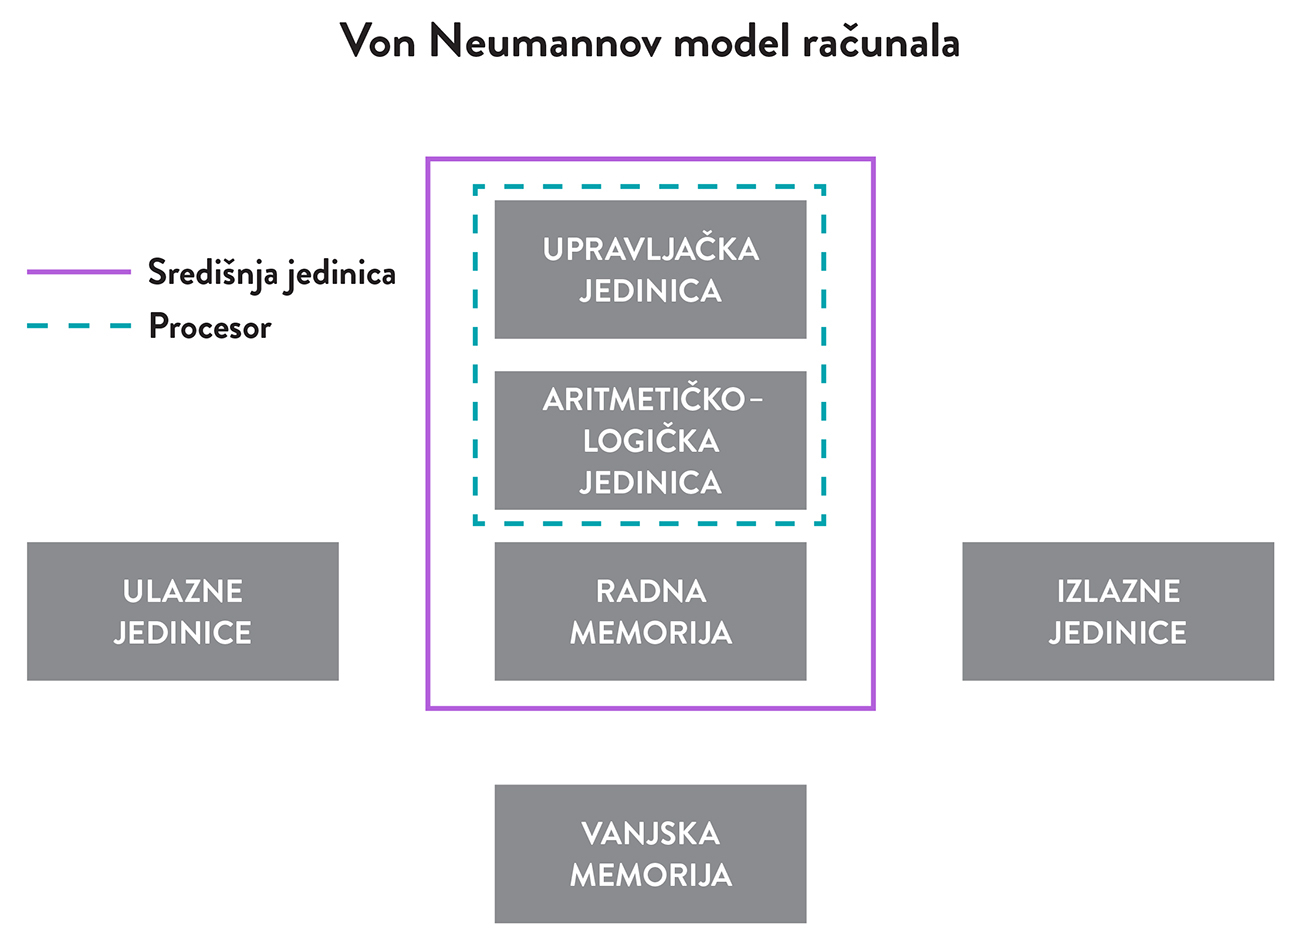 Von Neumannov model računala
Središnja jedinica
Procesor
UPRAVLJAČKA
JEDINICA
ARITMETIČKO–
LOGIČKA
JEDINICA
ULAZNE
JEDINICE
RADNA
MEMORIJA
IZLAZNE
JEDINICE
VANJSKA
MEMORIJA